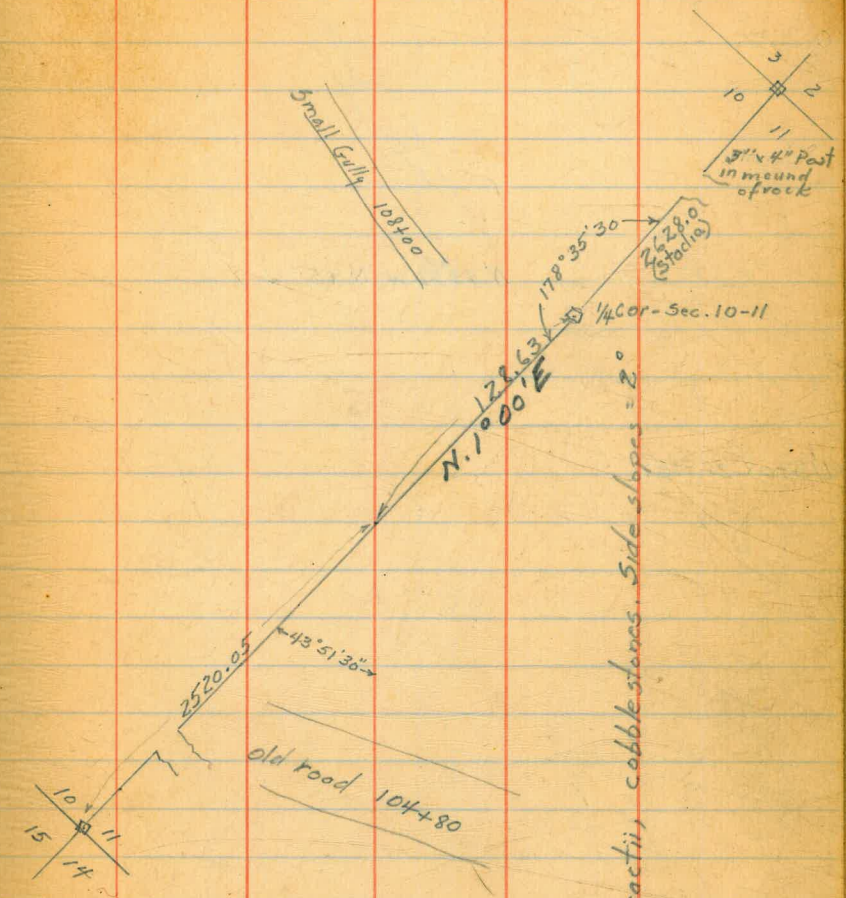 3
10 2
11
3"x 4" Post
in mound
of rock
Small Gully 108+00
178° 35' 30
2628.0
(Stadia)
1/4 Cor-Sec. 10-11
128.63
N. 1° 00' E
cobblestones. Side slopes = 2°
43° 51' 30"
2520.05
old road 104+80
10 11
15 14